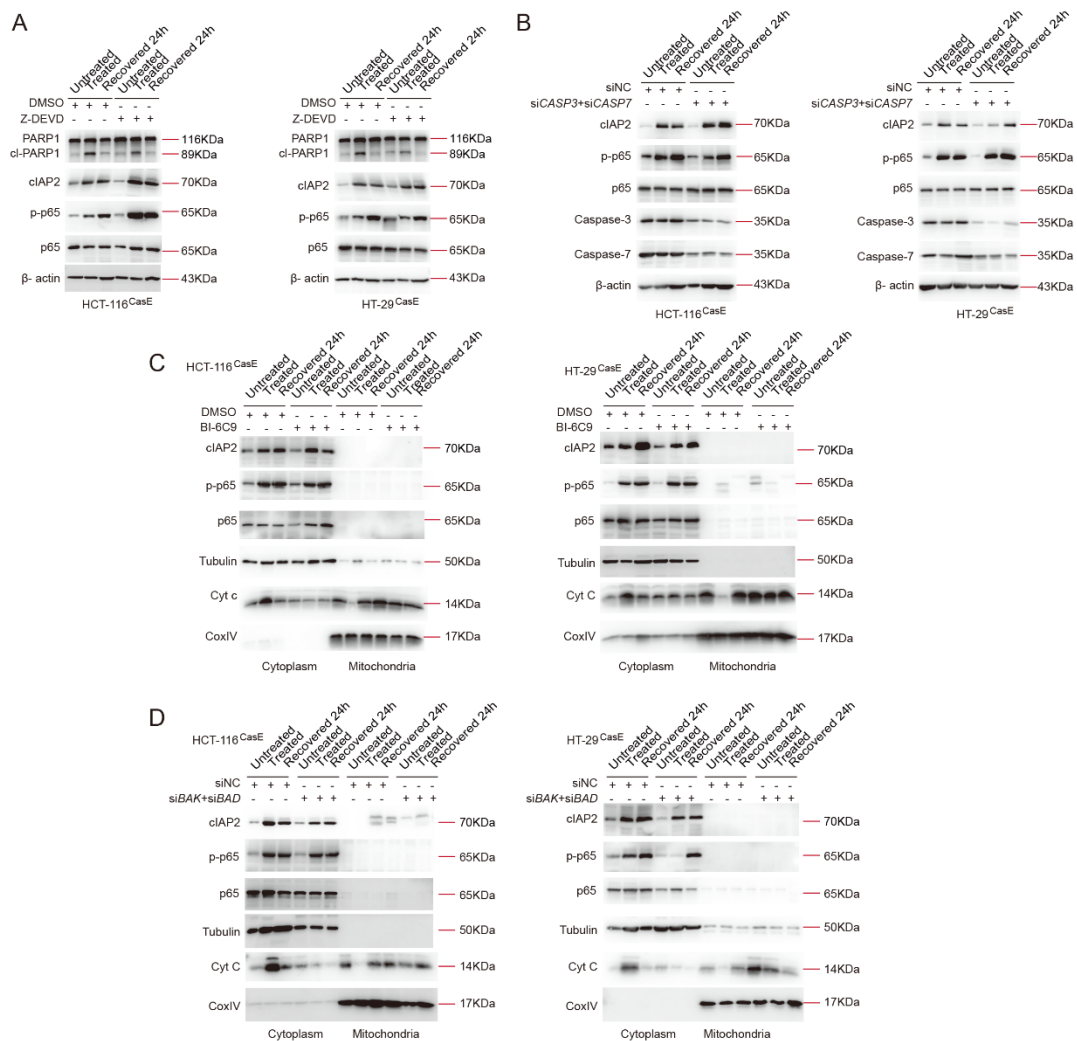 A
Untreated Treated Recovered 24h Untreated Treated Recovered 24h
DMSO + + + - - -
Z-DEVD - - - + + +
PARP1 116KDa
cl-PARP1 89KDa
cIAP2 70KDa
p-p65 65KDa
p65 65KDa
β- actin 43KDa
HCT-116CasE
Untreated Treated Recovered 24h Untreated Treated Recovered 24h
DMSO + + + - - -
Z-DEVD - - - + + +
PARP1 116KDa
cl-PARP1 89KDa
cIAP2 70KDa
p-p65 65KDa
p65 65KDa
β- actin 43KDa
HT-29CasE
B
Untreated Treated Recovered 24h Untreated Treated Recovered 24h
siNC + + + - - -
siCASP3+siCASP7 - - - + + +
cIAP2 70KDa
p-p65 65KDa
p65 65KDa
Caspase-3 35KDa
Caspase-7 35KDa
β-actin 43KDa
HCT-116CasE
Untreated Treated Recovered 24h Untreated Treated Recovered 24h
siNC + + + - - -
siCASP3+siCASP7 - - - + + +
cIAP2 70KDa
p-p65 65KDa
p65 65KDa
Caspase-3 35KDa
Caspase-7 35KDa
β- actin 43KDa
HT-29CasE
C
HCT-116CasE
Untreated Treated Recovered 24h Untreated Treated Recovered 24h Untreated Treated Recovered 24h Untreated Treated Recovered 24h
DMSO + + + - - - + + + - - -
BI-6C9 - - - + + + - - - + + +
cIAP2 70KDa
p-p65 65KDa
p65 65KDa
Tubulin 50KDa
Cyt c 14KDa
CoxIV 17KDa
Cytoplasm Mitochondria
HT-29CasE
Untreated Treated Recovered 24h Untreated Treated Recovered 24h Untreated Treated Recovered 24h Untreated Treated Recovered 24h
DMSO + + + - - - + + + - - -
BI-6C9 - - - + + + - - - + + +
cIAP2 70KDa
p-p65 65KDa
p65 65KDa
Tubulin 50KDa
Cyt C 14KDa
CoxIV 17KDa
Cytoplasm Mitochondria
D
HCT-116CasE
Untreated Treated Recovered 24h Untreated Treated Recovered 24h Untreated Treated Recovered 24h Untreated Treated Recovered 24h
siNC + + + - - - + + + - - -
siBAK+siBAD - - - + + + - - - + + +
cIAP2 70KDa
p-p65 65KDa
p65 65KDa
Tubulin 50KDa
Cyt C 14KDa
CoxIV 17KDa
Cytoplasm Mitochondria
HT-29CasE
Untreated Treated Recovered 24h Untreated Treated Recovered 24h Untreated Treated Recovered 24h Untreated Treated Recovered 24h
siNC + + + - - - + + + - - -
siBAK+siBAD - - - + + + - - - + + +
cIAP2 70KDa
p-p65 65KDa
p65 65KDa
Tubulin 50KDa
Cyt C 14KDa
CoxIV 17KDa
Cytoplasm Mitochondria